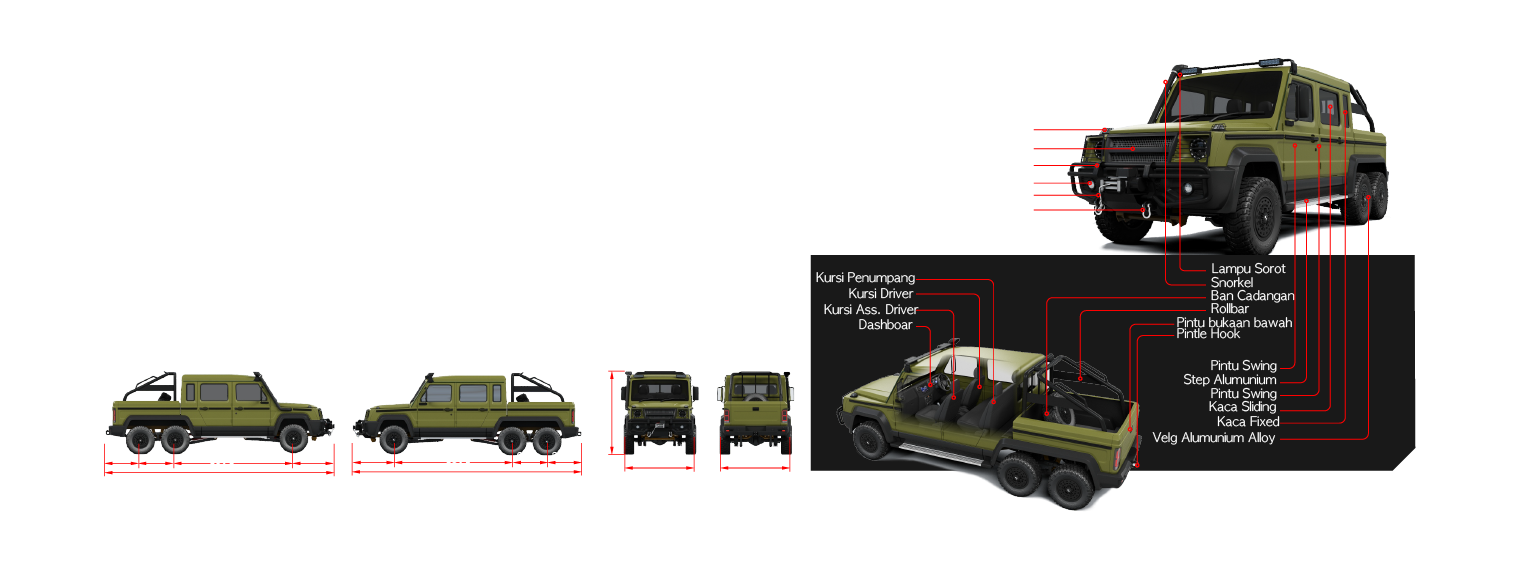 Lampu Sorot
Snorkel
Ban Cadangan
Rollbar
Pintu bukaan bawah
Pintle Hook
Kursi Penumpang
Kursi Driver
Kursi Ass. Driver
Dashboar
Pintu Swing
Step Alumunium
Pintu Swing
Kaca Sliding
Kaca Fixed
Velg Alumunium Alloy